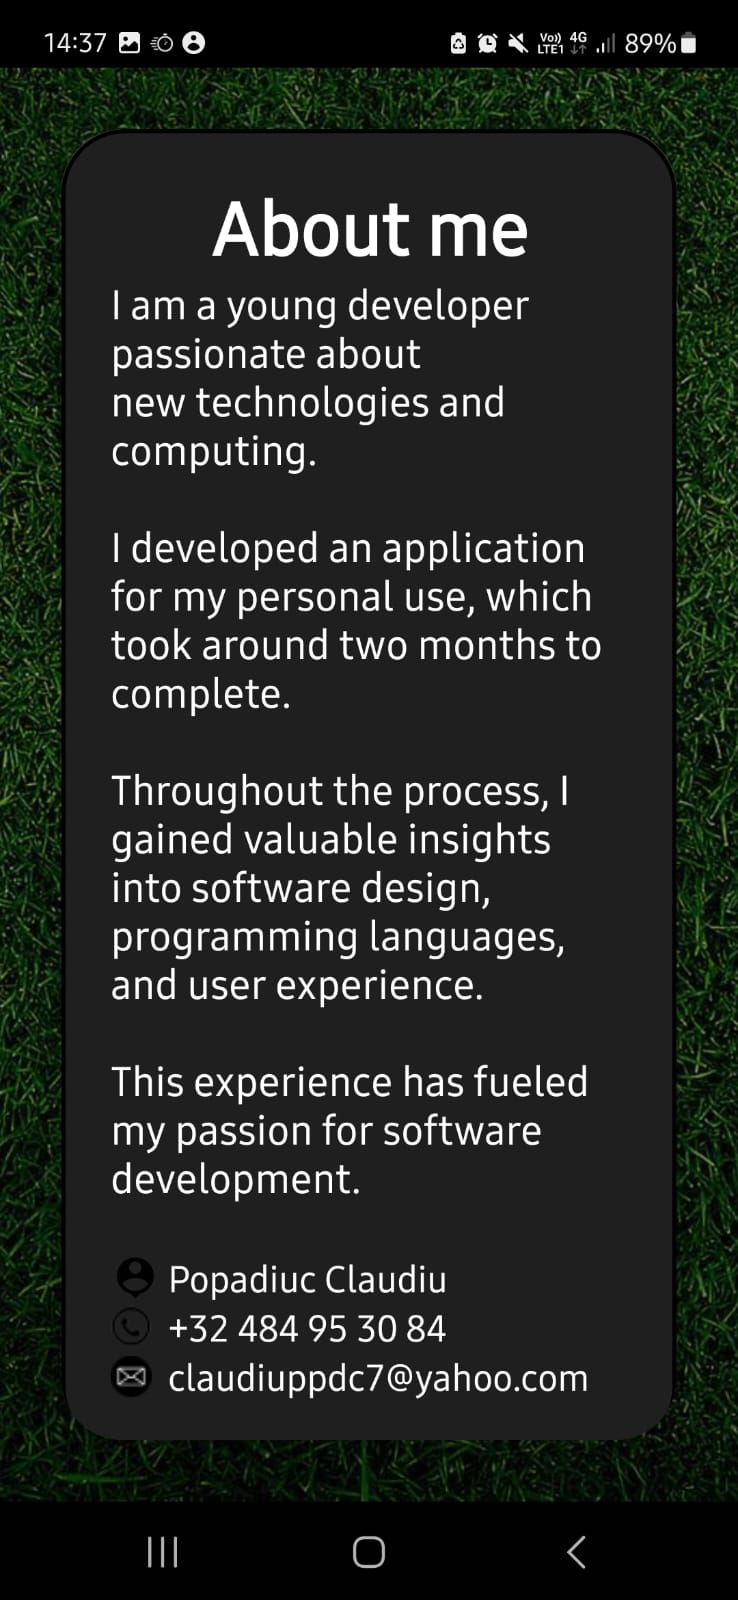 14:37
Vo)) LTE1 4G 89%
About me
I am a young developer
passionate about
new technologies and
computing.
I developed an application
for my personal use, which
took around two months to
complete.
Throughout the process, I
gained valuable insights
into software design,
programming languages,
and user experience.
This experience has fueled
my passion for software
development.
Popadiuc Claudiu
+32 484 95 30 84
claudiuppdc7@yahoo.com